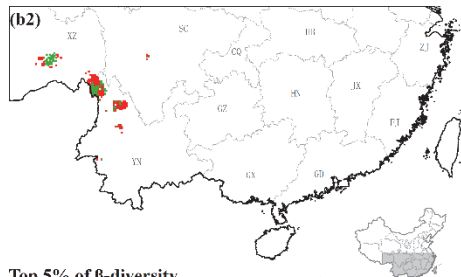 (b2)
XZ
SC
CQ
HB
ZJ
GZ
HN
JX
FJ
YN
GX
GD
Top 5% of β-diversity